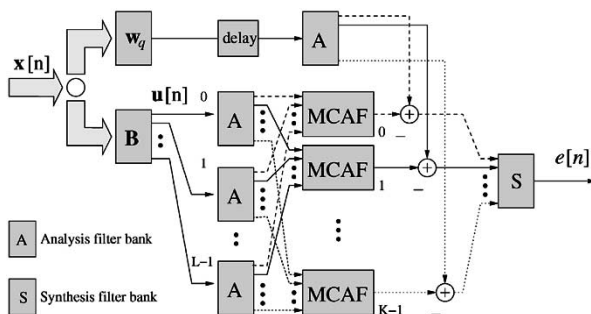 w_q
delay
A
x[n]
u[n]
0
A
MCAF
0
−
B
1
A
MCAF
1
−
e[n]
S
L−1
A
MCAF
K−1
−
A Analysis filter bank
S Synthesis filter bank